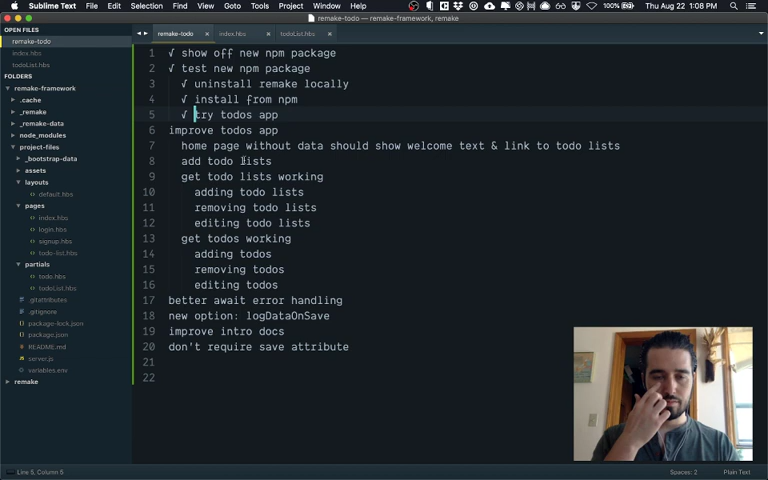 Sublime Text File Edit Selection Find View Goto Tools Project Window Help 100% Thu Aug 22 1:08 PM
remake-todo — remake-framework, remake
OPEN FILES
remake-todo
index.hbs
todoList.hbs
FOLDERS
remake-framework
.cache
_remake
_remake-data
node_modules
project-files
_bootstrap-data
assets
layouts
default.hbs
pages
index.hbs
login.hbs
signup.hbs
todo-list.hbs
partials
todo.hbs
todoList.hbs
.gitattributes
.gitignore
package-lock.json
package.json
README.md
server.js
variables.env
remake
remake-todo × index.hbs × todoList.hbs ×
1 √ show off new npm package
2 √ test new npm package
3 √ uninstall remake locally
4 √ install from npm
5 √ try todos app
6 improve todos app
7 home page without data should show welcome text & link to todo lists
8 add todo lists
9 get todo lists working
10 adding todo lists
11 removing todo lists
12 editing todo lists
13 get todos working
14 adding todos
15 removing todos
16 editing todos
17 better await error handling
18 new option: logDataOnSave
19 improve intro docs
20 don't require save attribute
21
22
Line 5, Column 5 Spaces: 2 Plain Text